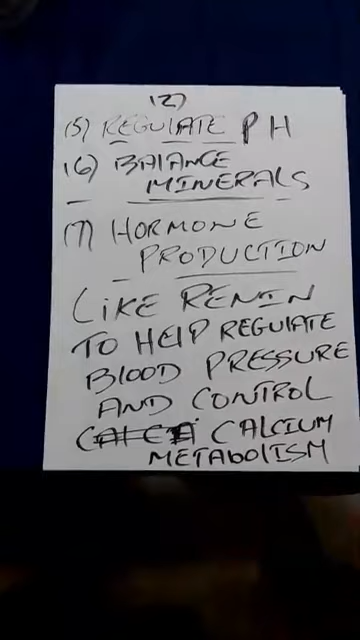 (2)
(5) REGULATE PH
(6) BALANCE
MINERALS
(7) HORMONE
PRODUCTION
LIKE RENIN
TO HELP REGULATE
BLOOD PRESSURE
AND CONTROL
CALCIUM
METABOLISM